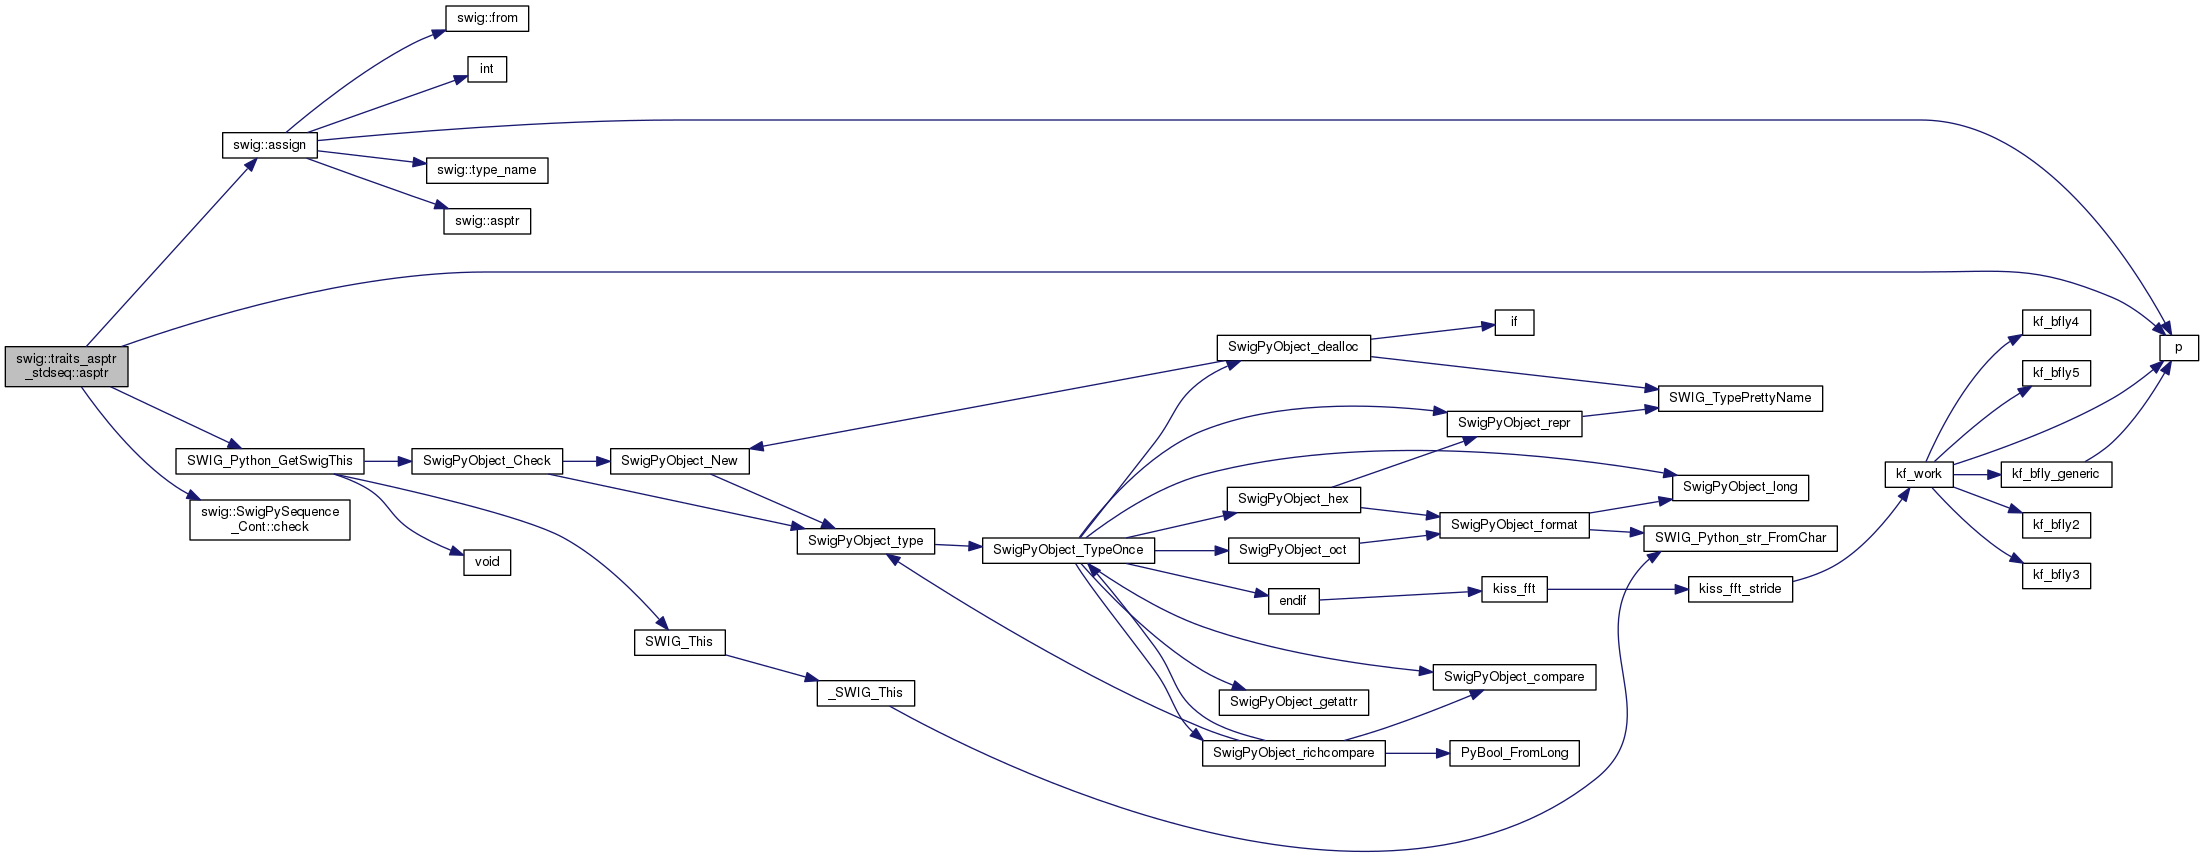 swig::from
int
swig::assign
swig::type_name
swig::asptr
swig::traits_asptr
_stdseq::asptr
SWIG_Python_GetSwigThis
swig::SwigPySequence
_Cont::check
void
SwigPyObject_Check
SwigPyObject_New
SWIG_This
_SWIG_This
SwigPyObject_type
SwigPyObject_TypeOnce
SwigPyObject_dealloc
if
SWIG_TypePrettyName
SwigPyObject_repr
SwigPyObject_long
SwigPyObject_hex
SwigPyObject_format
SWIG_Python_str_FromChar
SwigPyObject_oct
endif
kiss_fft
kiss_fft_stride
SwigPyObject_compare
SwigPyObject_getattr
SwigPyObject_richcompare
PyBool_FromLong
kf_work
kf_bfly4
p
kf_bfly5
kf_bfly_generic
kf_bfly2
kf_bfly3